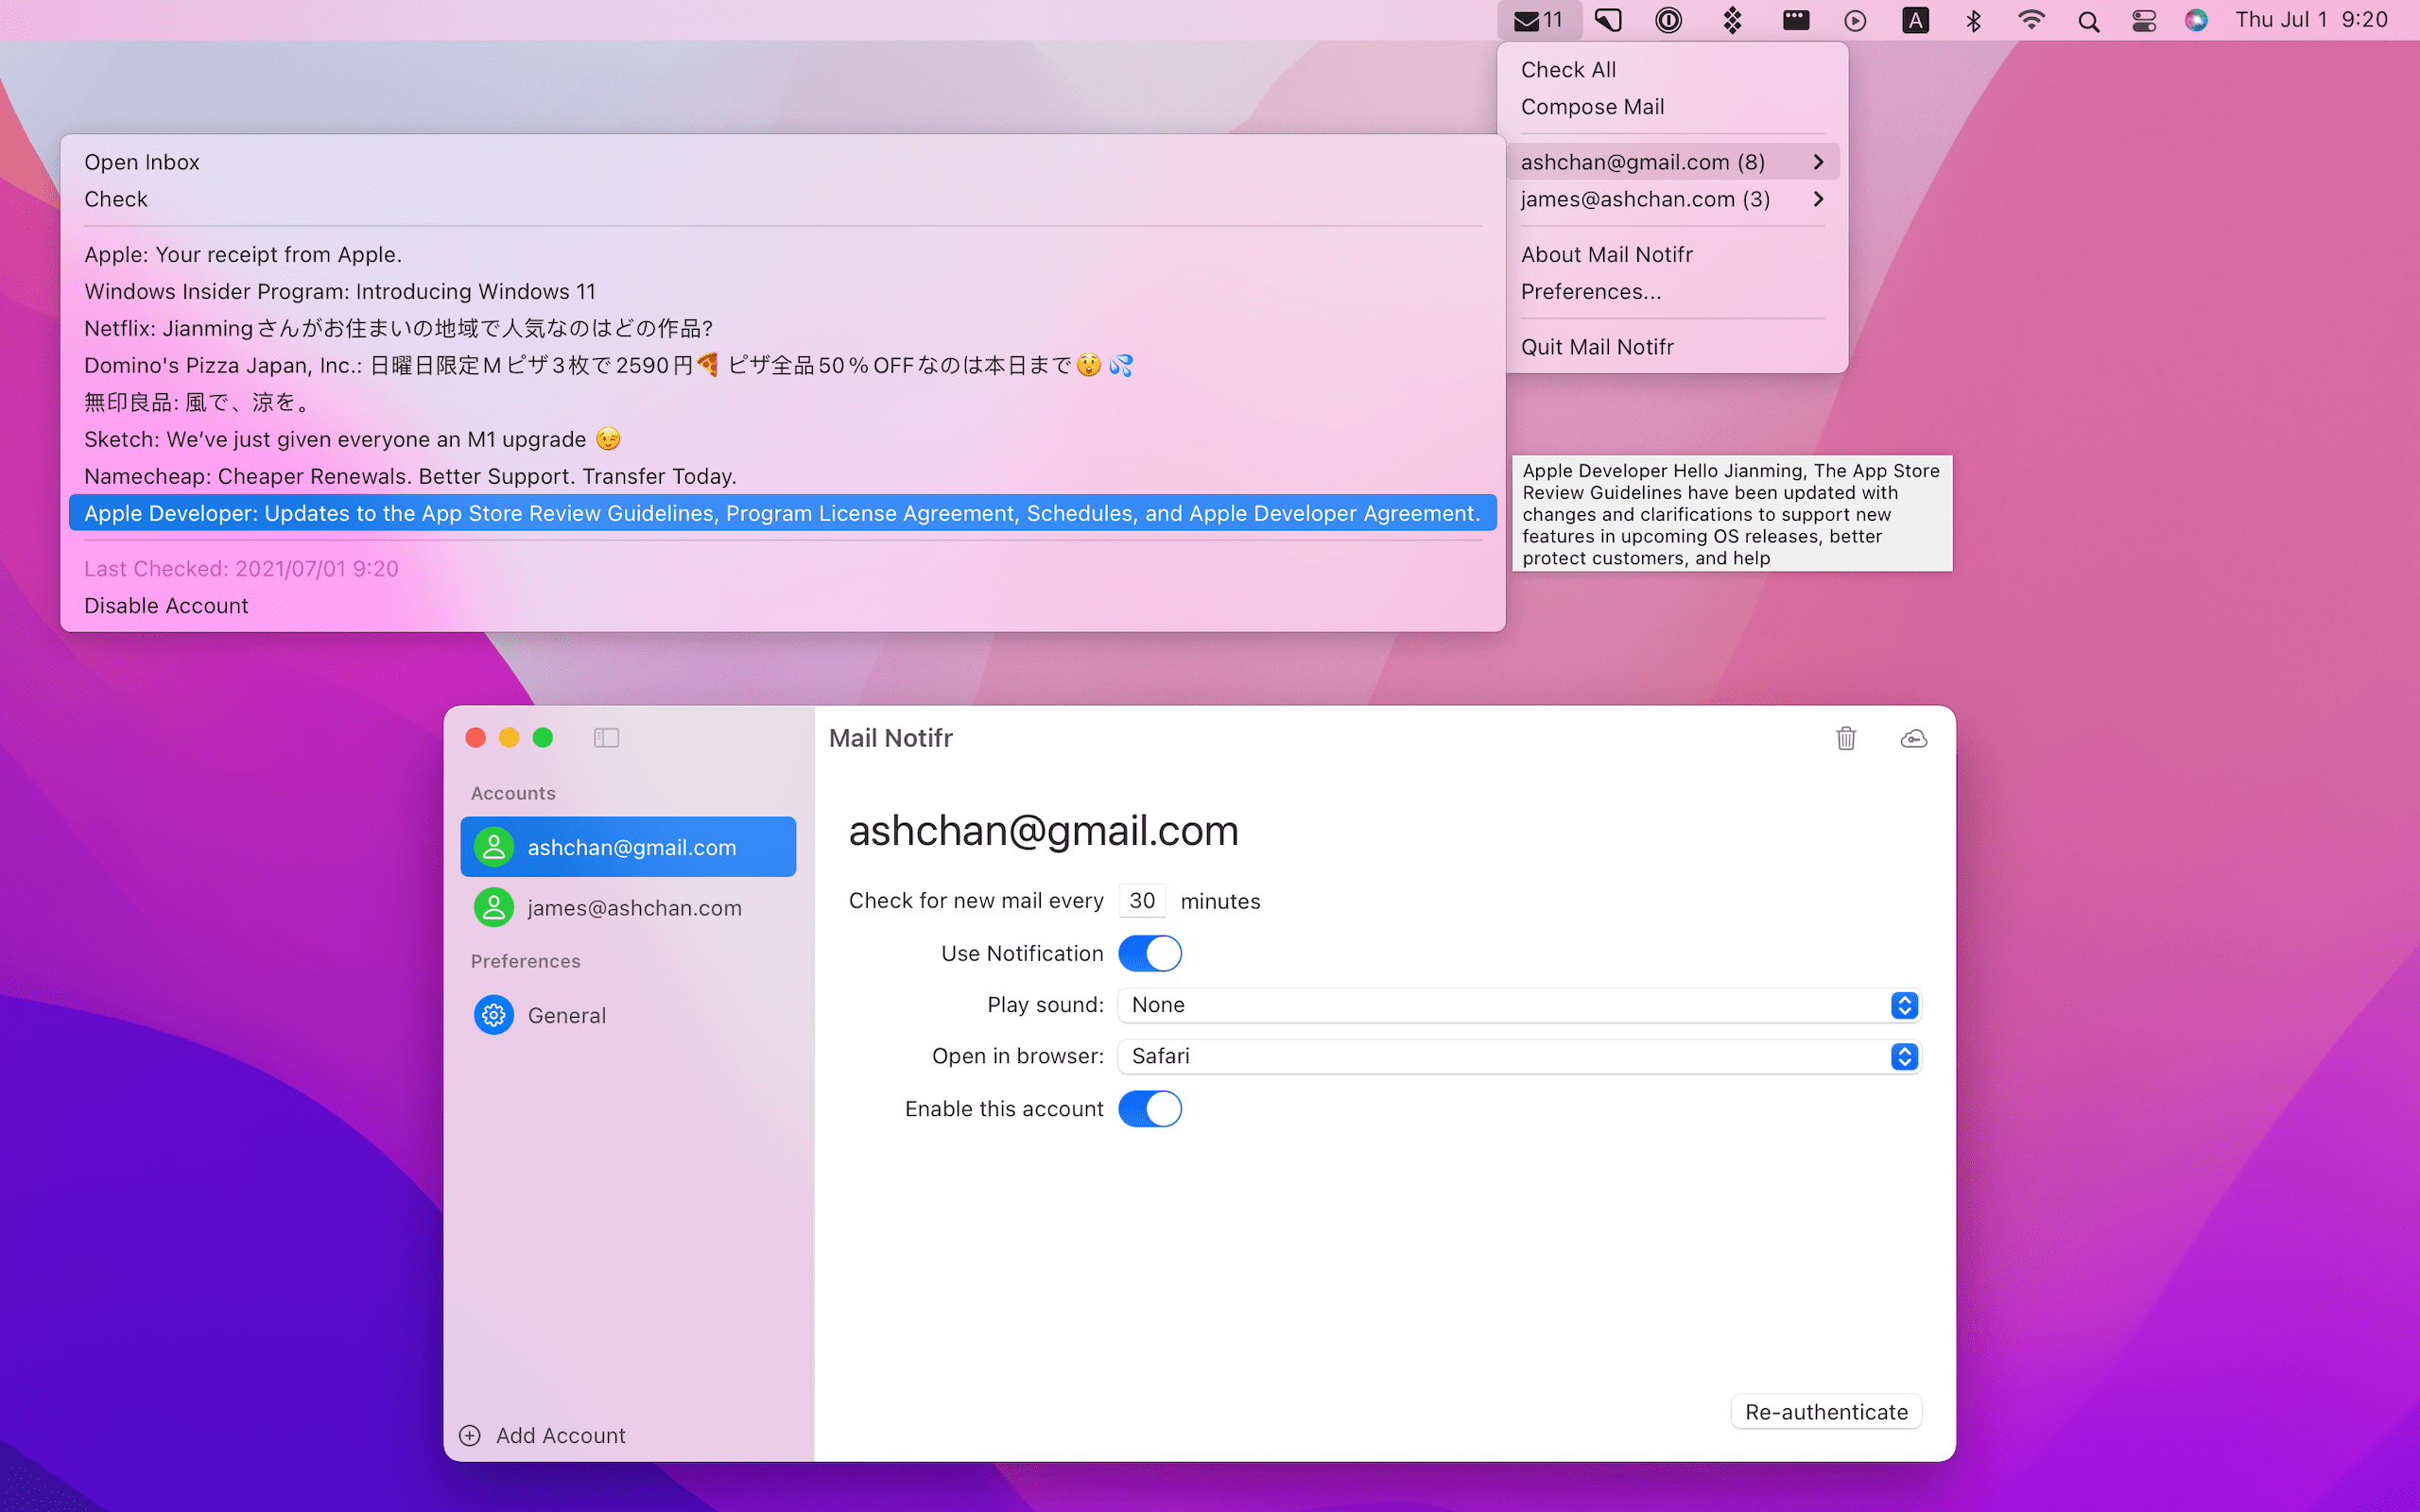 11
A
Thu Jul 1 9:20
Check All
Compose Mail
ashchan@gmail.com (8)
james@ashchan.com (3)
About Mail Notifr
Preferences...
Quit Mail Notifr
Open Inbox
Check
Apple: Your receipt from Apple.
Windows Insider Program: Introducing Windows 11
Netflix: Jianmingさんがお住まいの地域で人気なのはどの作品?
Domino's Pizza Japan, Inc.: 日曜日限定Mピザ3枚で2590円🍕 ピザ全品50％OFFなのは本日まで😲💦
無印良品: 風で、涼を。
Sketch: We’ve just given everyone an M1 upgrade 😉
Namecheap: Cheaper Renewals. Better Support. Transfer Today.
Apple Developer: Updates to the App Store Review Guidelines, Program License Agreement, Schedules, and Apple Developer Agreement.
Last Checked: 2021/07/01 9:20
Disable Account
Apple Developer Hello Jianming, The App Store
Review Guidelines have been updated with
changes and clarifications to support new
features in upcoming OS releases, better
protect customers, and help
Mail Notifr
Accounts
ashchan@gmail.com
james@ashchan.com
Preferences
General
Add Account
ashchan@gmail.com
Check for new mail every 30 minutes
Use Notification
Play sound: None
Open in browser: Safari
Enable this account
Re-authenticate